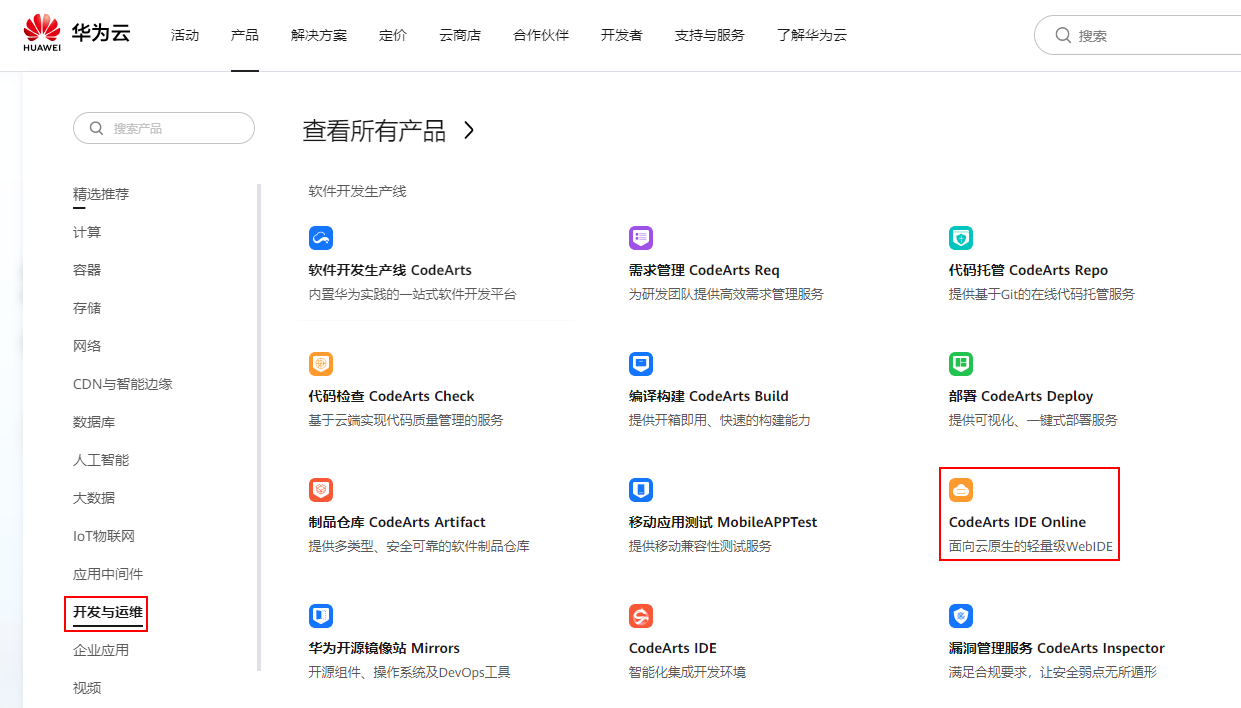 HUAWEI
华为云
活动
产品
解决方案
定价
云商店
合作伙伴
开发者
支持与服务
了解华为云
搜索
搜索产品
精选推荐
计算
容器
存储
网络
CDN与智能边缘
数据库
人工智能
大数据
IoT物联网
应用中间件
开发与运维
企业应用
视频
查看所有产品
软件开发生产线
软件开发生产线 CodeArts
内置华为实践的一站式软件开发平台
需求管理 CodeArts Req
为研发团队提供高效需求管理服务
代码托管 CodeArts Repo
提供基于Git的在线代码托管服务
代码检查 CodeArts Check
基于云端实现代码质量管理的服务
编译构建 CodeArts Build
提供开箱即用、快速的构建能力
部署 CodeArts Deploy
提供可视化、一键式部署服务
制品仓库 CodeArts Artifact
提供多类型、安全可靠的软件制品仓库
移动应用测试 MobileAPPTest
提供移动兼容性测试服务
CodeArts IDE Online
面向云原生的轻量级WebIDE
华为开源镜像站 Mirrors
开源组件、操作系统及DevOps工具
CodeArts IDE
智能化集成开发环境
漏洞管理服务 CodeArts Inspector
满足合规要求，让安全弱点无所遁形